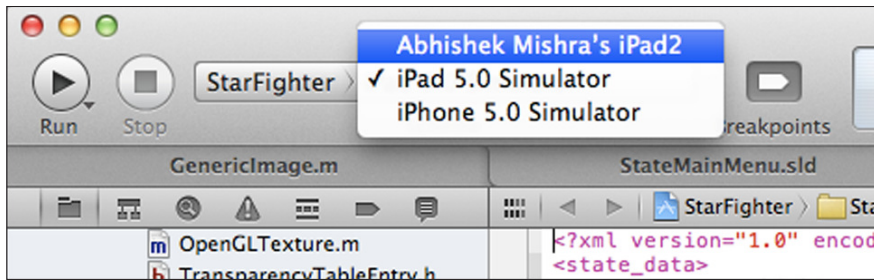 Abhishek Mishra's iPad2
StarFighter
✓ iPad 5.0 Simulator
iPhone 5.0 Simulator
Run
Stop
reakpoints
GenericImage.m
StateMainMenu.sld
StarFighter
Sta
m OpenGLTexture.m
<?xml version="1.0" encod
h TransparencyTableEntry.h
<state_data>